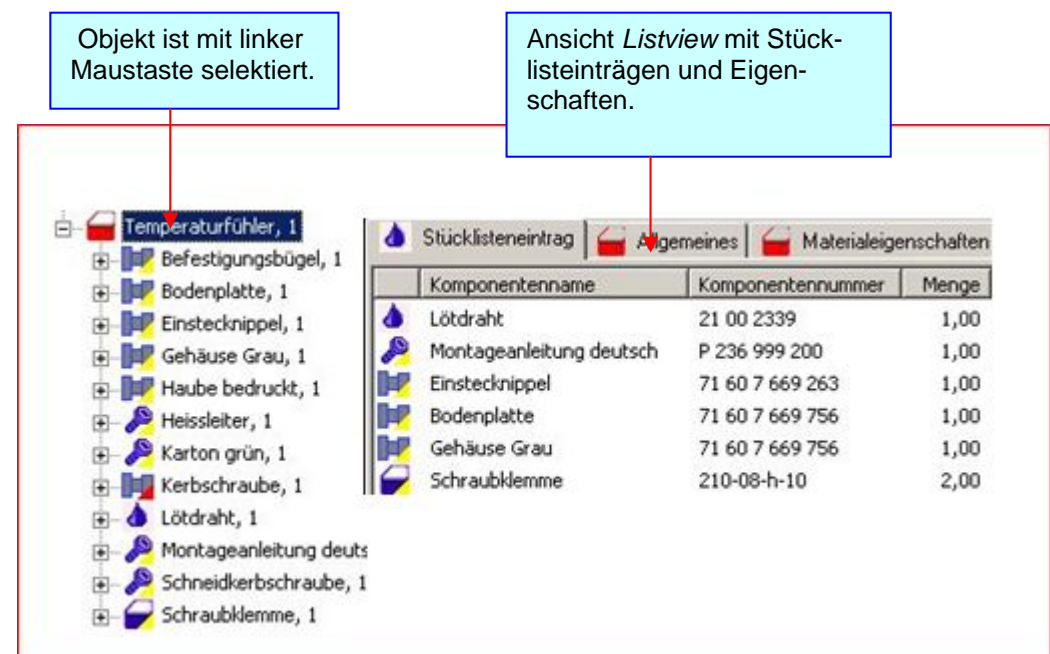 Objekt ist mit linker
Maustaste selektiert.
Ansicht Listview mit Stück-
listeinträgen und Eigen-
schaften.
Temperaturfühler, 1
Befestigungsbügel, 1
Bodenplatte, 1
Einstecknippel, 1
Gehäuse Grau, 1
Haube bedruckt, 1
Heissleiter, 1
Karton grün, 1
Kerbschraube, 1
Lötdraht, 1
Montageanleitung deuts
Schneidkerbschraube, 1
Schraubklemme, 1
Stücklisteneintrag Allgemeines Materialeigenschaften
Komponentenname Komponentennummer Menge
Lötdraht 21 00 2339 1,00
Montageanleitung deutsch P 236 999 200 1,00
Einstecknippel 71 60 7 669 263 1,00
Bodenplatte 71 60 7 669 756 1,00
Gehäuse Grau 71 60 7 669 756 1,00
Schraubklemme 210-08-h-10 2,00